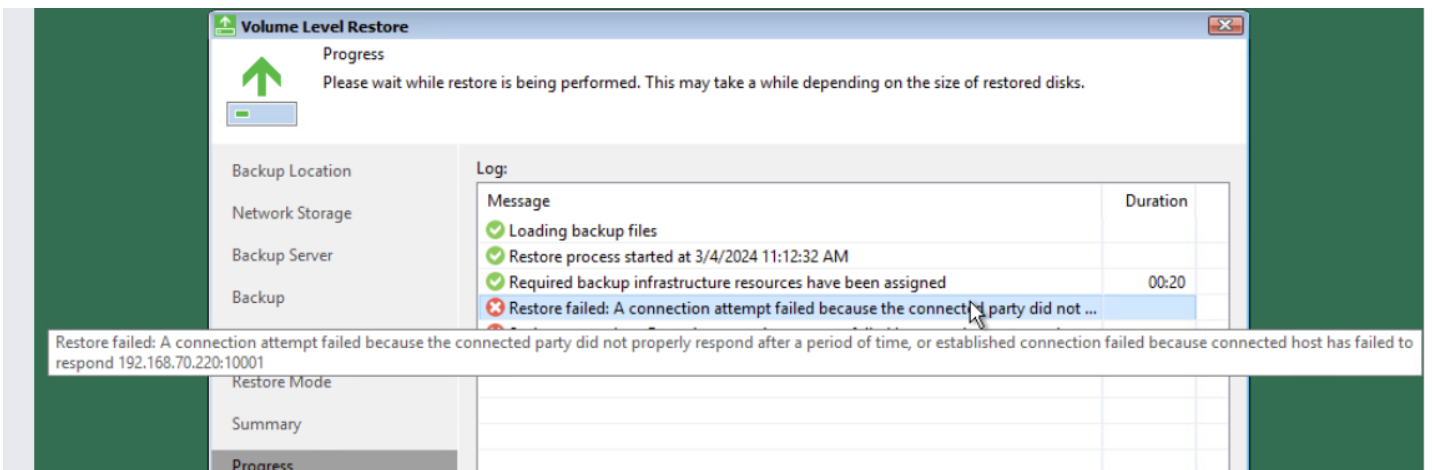 Volume Level Restore
Progress
Please wait while restore is being performed. This may take a while depending on the size of restored disks.
Backup Location
Network Storage
Backup Server
Backup
Restore Mode
Summary
Progress
Log:
Message Duration
Loading backup files
Restore process started at 3/4/2024 11:12:32 AM
Required backup infrastructure resources have been assigned 00:20
Restore failed: A connection attempt failed because the connected party did not ...
Restore failed: A connection attempt failed because the connected party did not properly respond after a period of time, or established connection failed because connected host has failed to
respond 192.168.70.220:10001